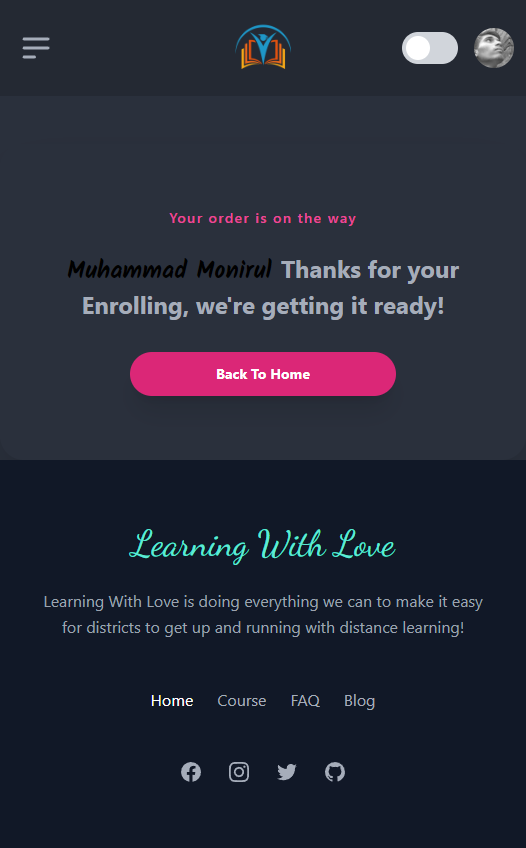 Your order is on the way
Muhammad Monirul Thanks for your
Enrolling, we're getting it ready!
Back To Home
Learning With Love
Learning With Love is doing everything we can to make it easy
for districts to get up and running with distance learning!
Home Course FAQ Blog